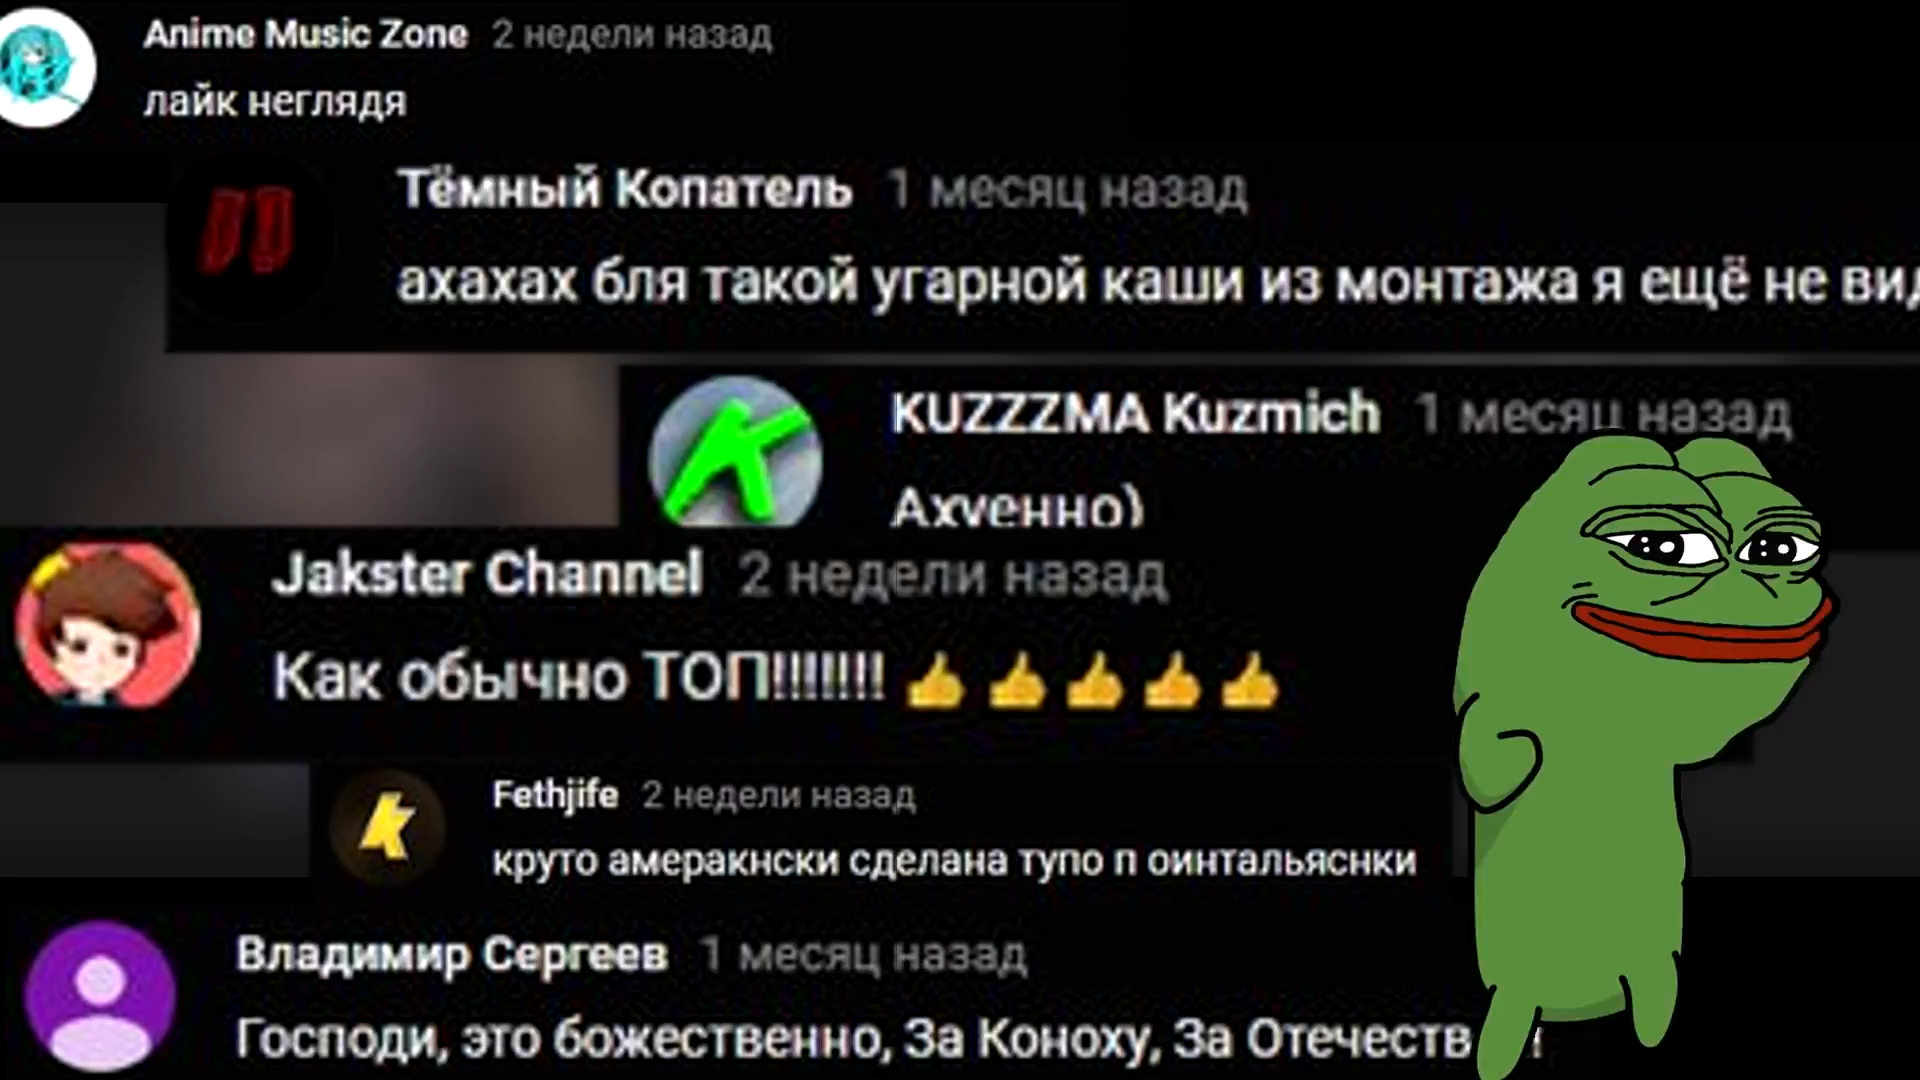 Anime Music Zone 2 недели назад
лайк неглядя
Тёмный Копатель 1 месяц назад
ахахах бля такой угарной каши из монтажа я ещё не
KUZZZMA Kuzmich 1 месяц назад
Ахуенно)
Jakster Channel 2 недели назад
Как обычно ТОП!!!!!!! 👍👍👍👍👍
Fethjife 2 недели назад
круто амеракнски сделана тупо п оинтальяснки
Владимир Сергеев 1 месяц назад
Господи, это божественно, За Коноху, За